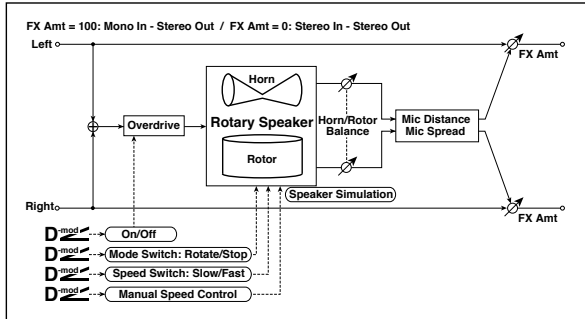 FX Amt = 100: Mono In - Stereo Out / FX Amt = 0: Stereo In - Stereo Out
Left
FX Amt
Horn
Overdrive
Rotary Speaker
Horn/Rotor
Balance
Mic Distance
Mic Spread
Rotor
Speaker Simulation
Right
FX Amt
D-mod On/Off
D-mod Mode Switch: Rotate/Stop
D-mod Speed Switch: Slow/Fast
D-mod Manual Speed Control